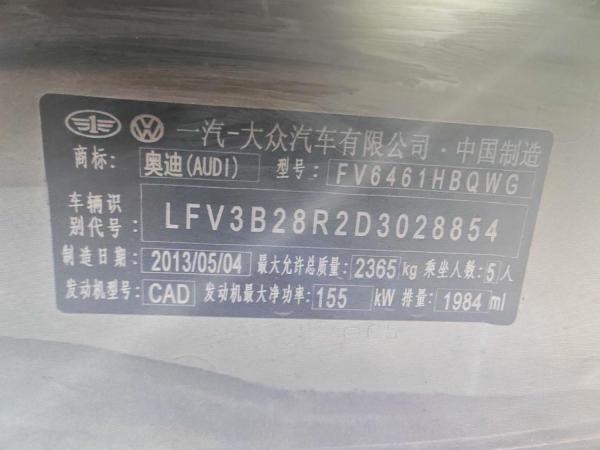 一汽-大众汽车有限公司·中国制造
商标: 奥迪(AUDI) 型号: FV6461HBQWG
车辆识别代号: LFV3B28R2D3028854
制造日期: 2013/05/04 最大允许总质量: 2365 kg 乘坐人数: 5 人
发动机型号: CAD 发动机最大净功率: 155 kW 排量: 1984 ml